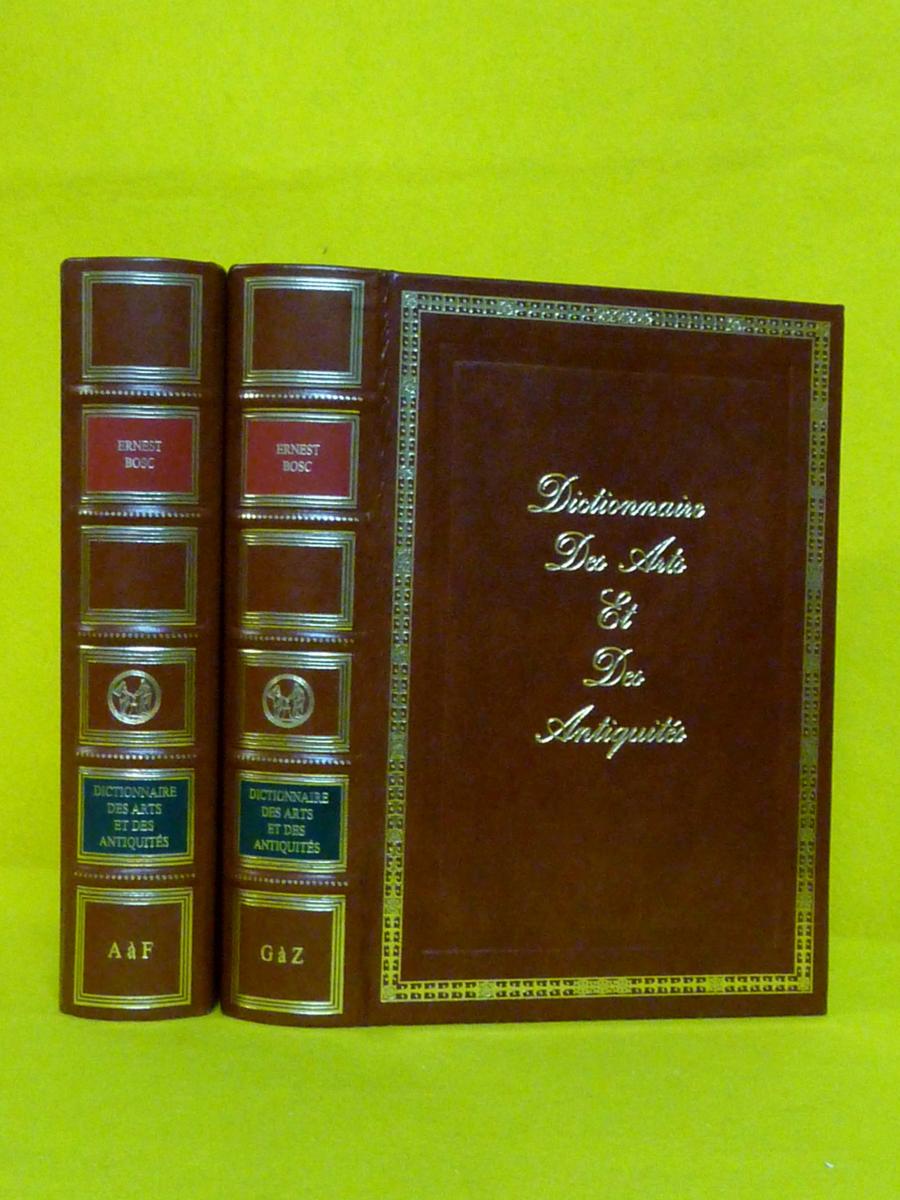 ERNEST
BOSC
DICTIONNAIRE
DES ARTS
ET DES
ANTIQUITÉS
A à F
ERNEST
BOSC
DICTIONNAIRE
DES ARTS
ET DES
ANTIQUITÉS
G à Z
Dictionnaire
Des Arts
Et
Des
Antiquités